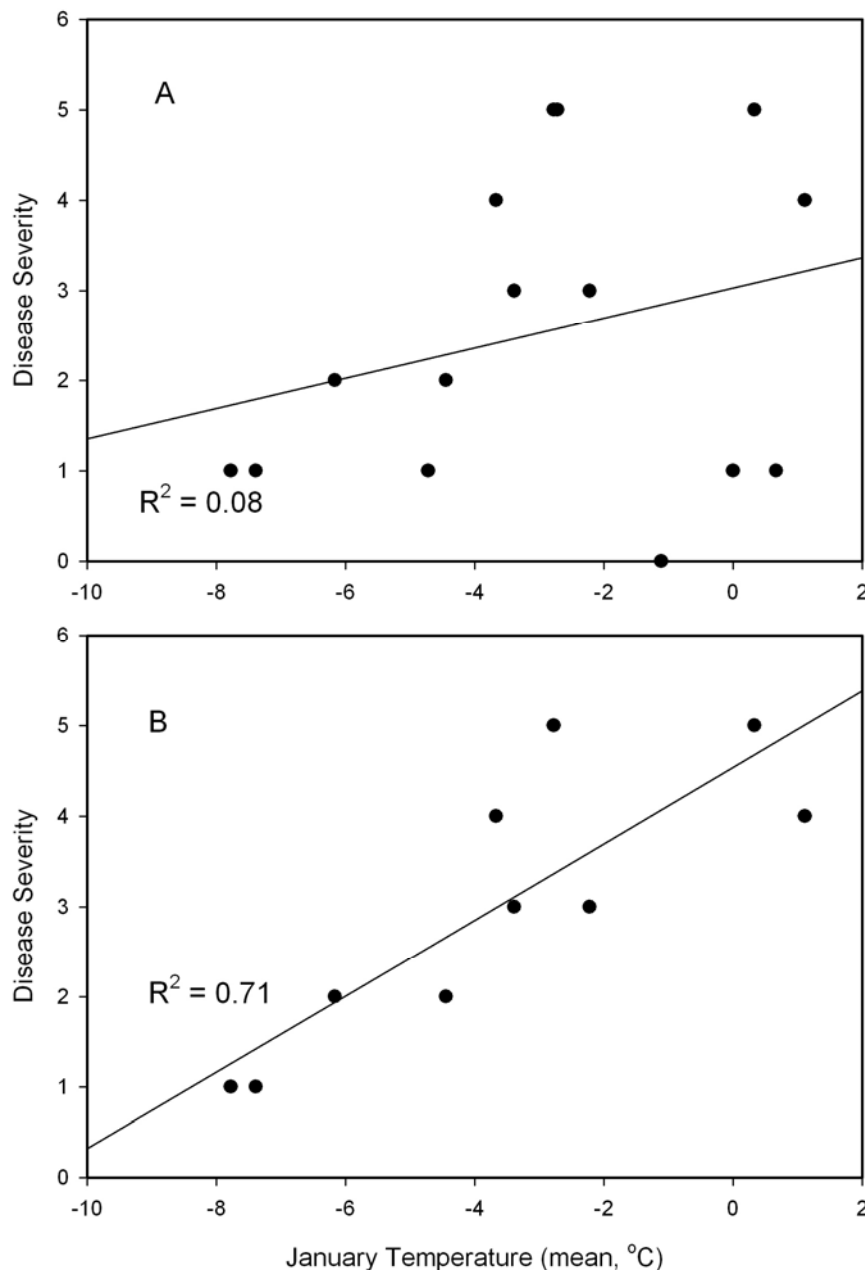 6
5
4
3
2
1
0
Disease Severity
A
R² = 0.08
-10 -8 -6 -4 -2 0 2
6
5
4
3
2
1
0
Disease Severity
B
R² = 0.71
-10 -8 -6 -4 -2 0 2
January Temperature (mean, °C)